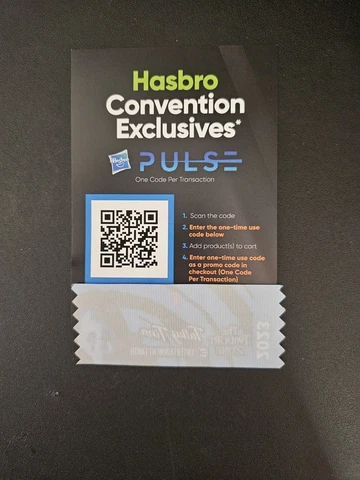 Hasbro
Convention
Exclusives*
Hasbro
PULSE
One Code Per Transaction
1. Scan the code
2. Enter the one-time use
code below
3. Add product(s) to cart
4. Enter one-time use code
as a promo code in
checkout (One Code
Per Transaction)
2023